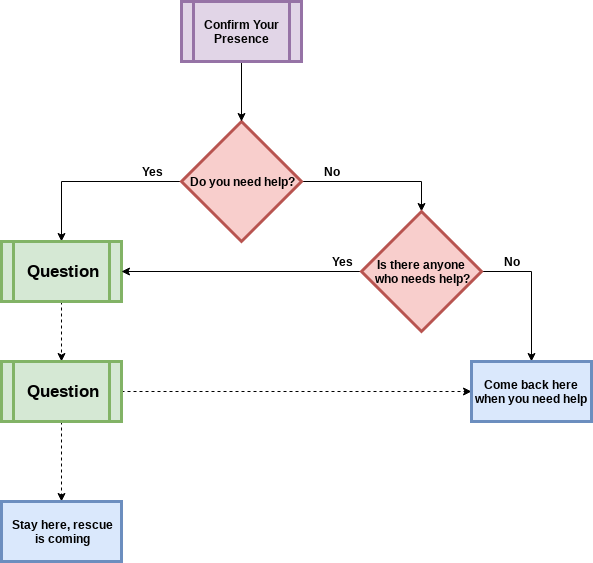 Confirm Your
Presence
Yes
Do you need help?
No
Question
Yes
Is there anyone
who needs help?
No
Question
Come back here
when you need help
Stay here, rescue
is coming